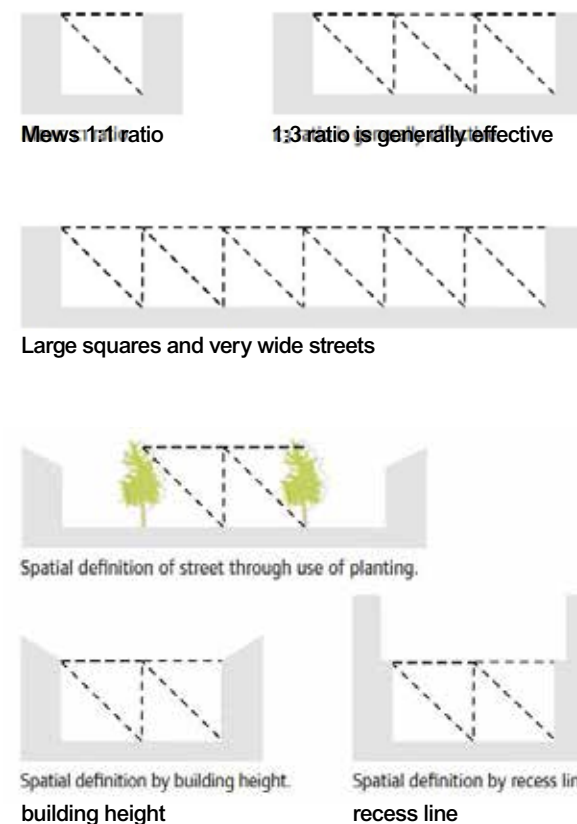 Mews 1:1 ratio
1:3 ratio is generally effective
Large squares and very wide streets
Spatial definition of street through use of planting.
Spatial definition by building height.
Spatial definition by recess lin
building height
recess line